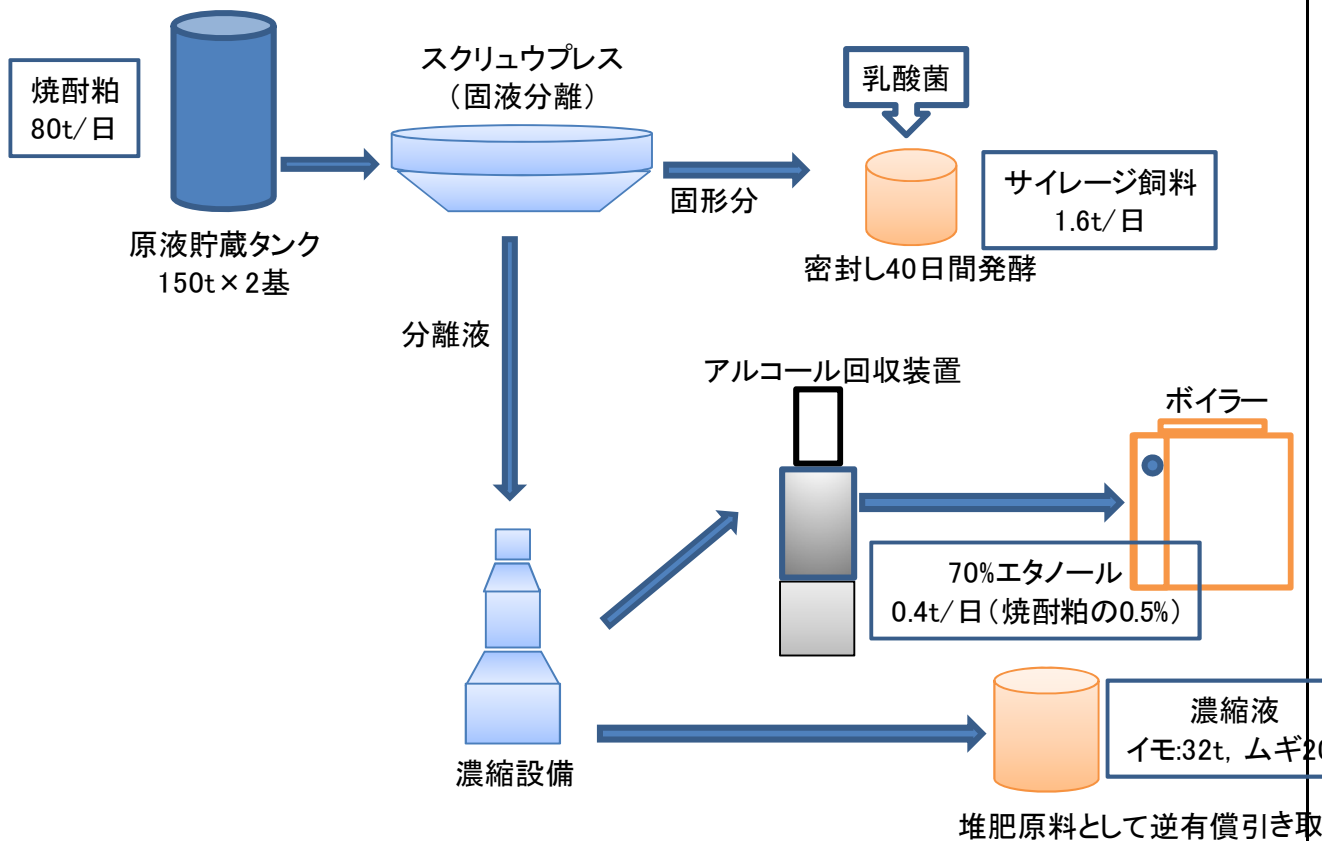 焼酎粕
80t/日
原液貯蔵タンク
150t×2基
スクリュウプレス
（固液分離）
固形分
乳酸菌
サイレージ飼料
1.6t/日
密封し40日間発酵
分離液
濃縮設備
アルコール回収装置
ボイラー
70%エタノール
0.4t/日（焼酎粕の0.5%）
濃縮液
イモ:32t, ムギ20
堆肥原料として逆有償引き取